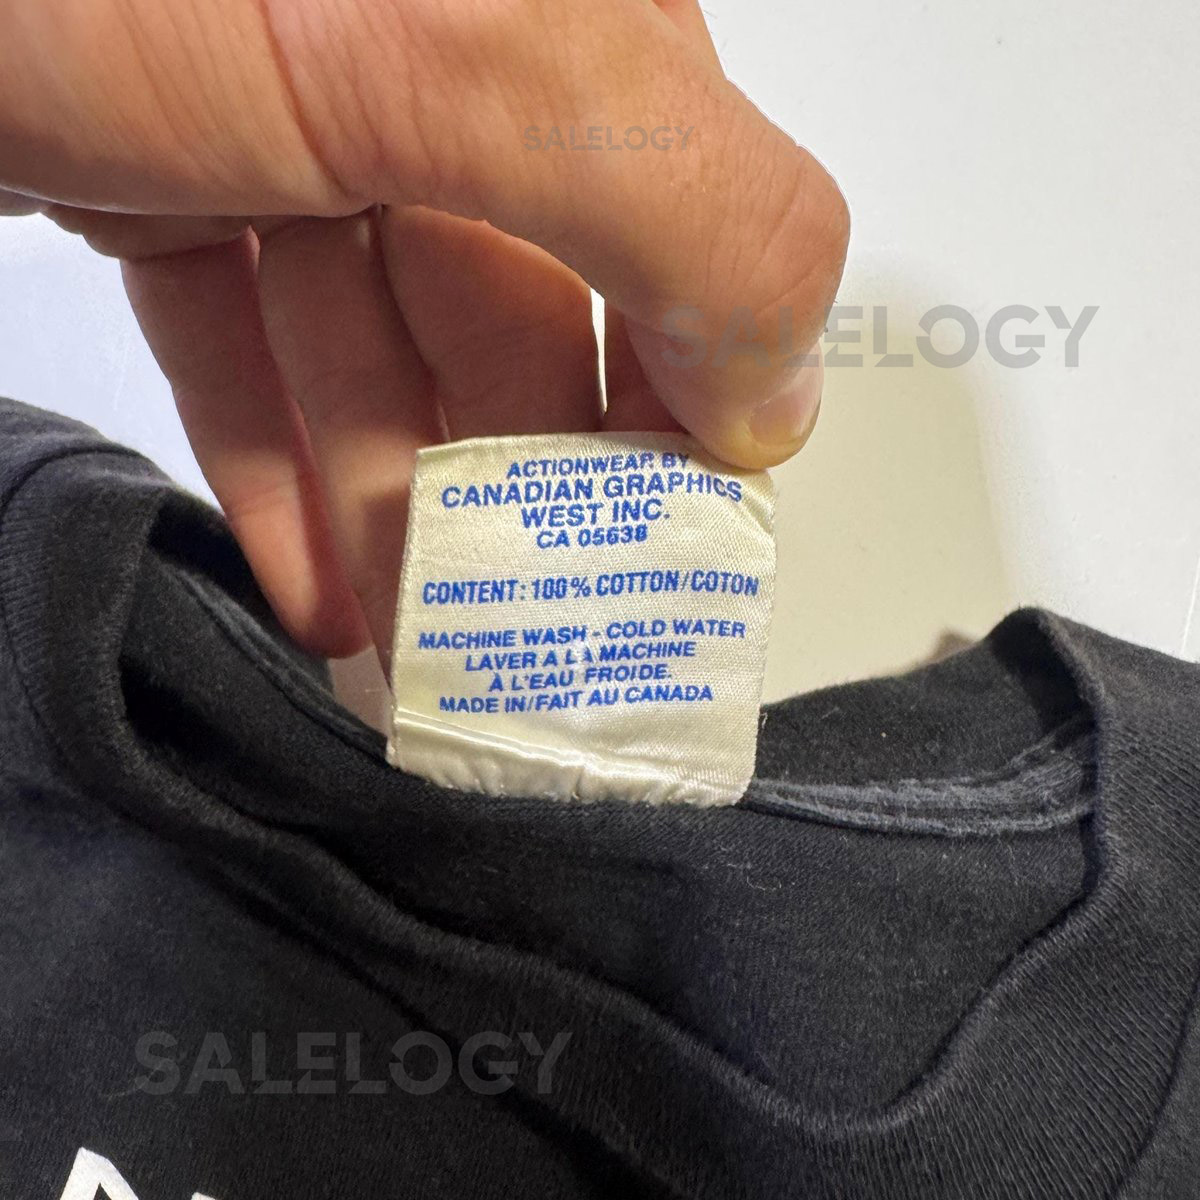 SALELOGY
SALELOGY
ACTIONWEAR BY
CANADIAN GRAPHICS
WEST INC.
CA 05638
CONTENT: 100% COTTON/COTON
MACHINE WASH - COLD WATER
LAVER A LA MACHINE
À L'EAU FROIDE.
MADE IN/FAIT AU CANADA
SALELOGY